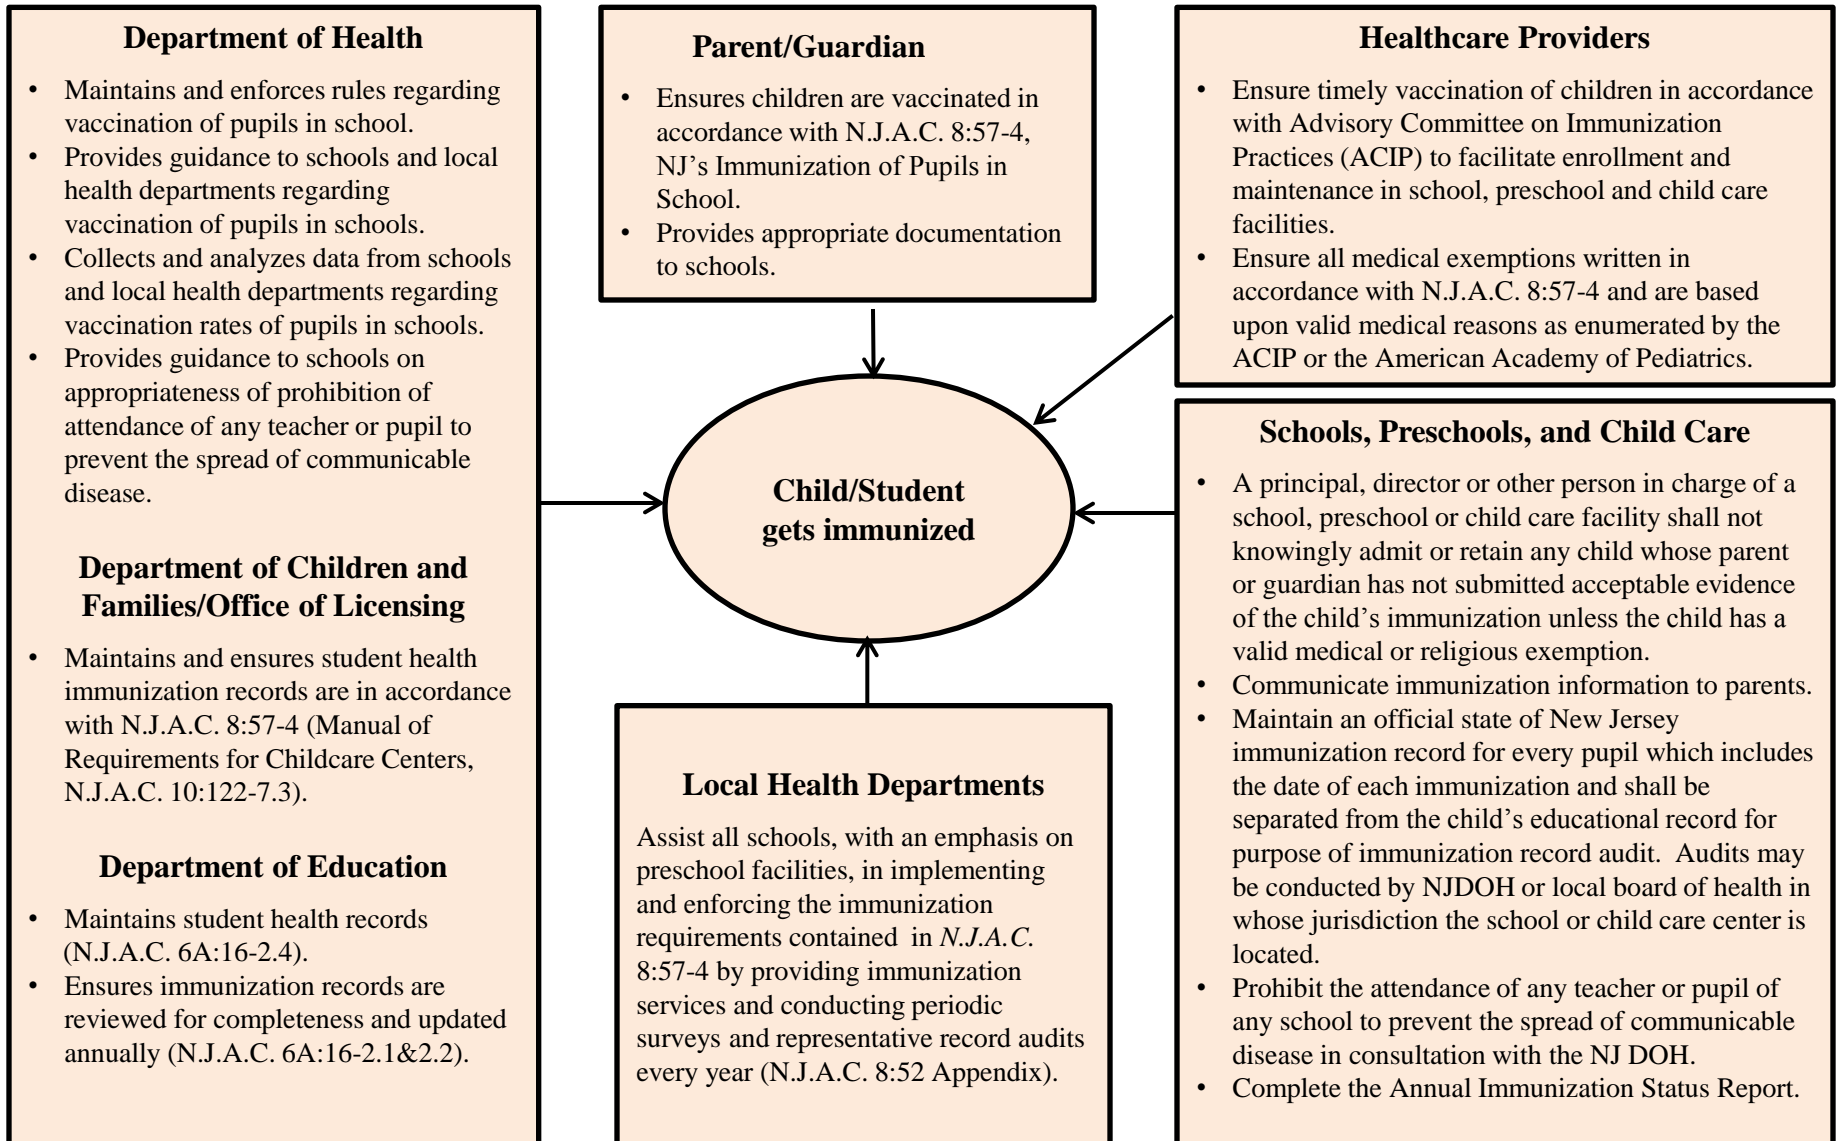 Department of Health
• Maintains and enforces rules regarding
vaccination of pupils in school.
• Provides guidance to schools and local
health departments regarding
vaccination of pupils in schools.
• Collects and analyzes data from schools
and local health departments regarding
vaccination rates of pupils in schools.
• Provides guidance to schools on
appropriateness of prohibition of
attendance of any teacher or pupil to
prevent the spread of communicable
disease.
Department of Children and
Families/Office of Licensing
• Maintains and ensures student health
immunization records are in accordance
with N.J.A.C. 8:57-4 (Manual of
Requirements for Childcare Centers,
N.J.A.C. 10:122-7.3).
Department of Education
• Maintains student health records
(N.J.A.C. 6A:16-2.4).
• Ensures immunization records are
reviewed for completeness and updated
annually (N.J.A.C. 6A:16-2.1&2.2).
Parent/Guardian
• Ensures children are vaccinated in
accordance with N.J.A.C. 8:57-4,
NJ’s Immunization of Pupils in
School.
• Provides appropriate documentation
to schools.
Child/Student
gets immunized
Local Health Departments
Assist all schools, with an emphasis on
preschool facilities, in implementing
and enforcing the immunization
requirements contained in N.J.A.C.
8:57-4 by providing immunization
services and conducting periodic
surveys and representative record audits
every year (N.J.A.C. 8:52 Appendix).
Healthcare Providers
• Ensure timely vaccination of children in accordance
with Advisory Committee on Immunization
Practices (ACIP) to facilitate enrollment and
maintenance in school, preschool and child care
facilities.
• Ensure all medical exemptions written in
accordance with N.J.A.C. 8:57-4 and are based
upon valid medical reasons as enumerated by the
ACIP or the American Academy of Pediatrics.
Schools, Preschools, and Child Care
• A principal, director or other person in charge of a
school, preschool or child care facility shall not
knowingly admit or retain any child whose parent
or guardian has not submitted acceptable evidence
of the child’s immunization unless the child has a
valid medical or religious exemption.
• Communicate immunization information to parents.
• Maintain an official state of New Jersey
immunization record for every pupil which includes
the date of each immunization and shall be
separated from the child’s educational record for
purpose of immunization record audit. Audits may
be conducted by NJDOH or local board of health in
whose jurisdiction the school or child care center is
located.
• Prohibit the attendance of any teacher or pupil of
any school to prevent the spread of communicable
disease in consultation with the NJ DOH.
• Complete the Annual Immunization Status Report.